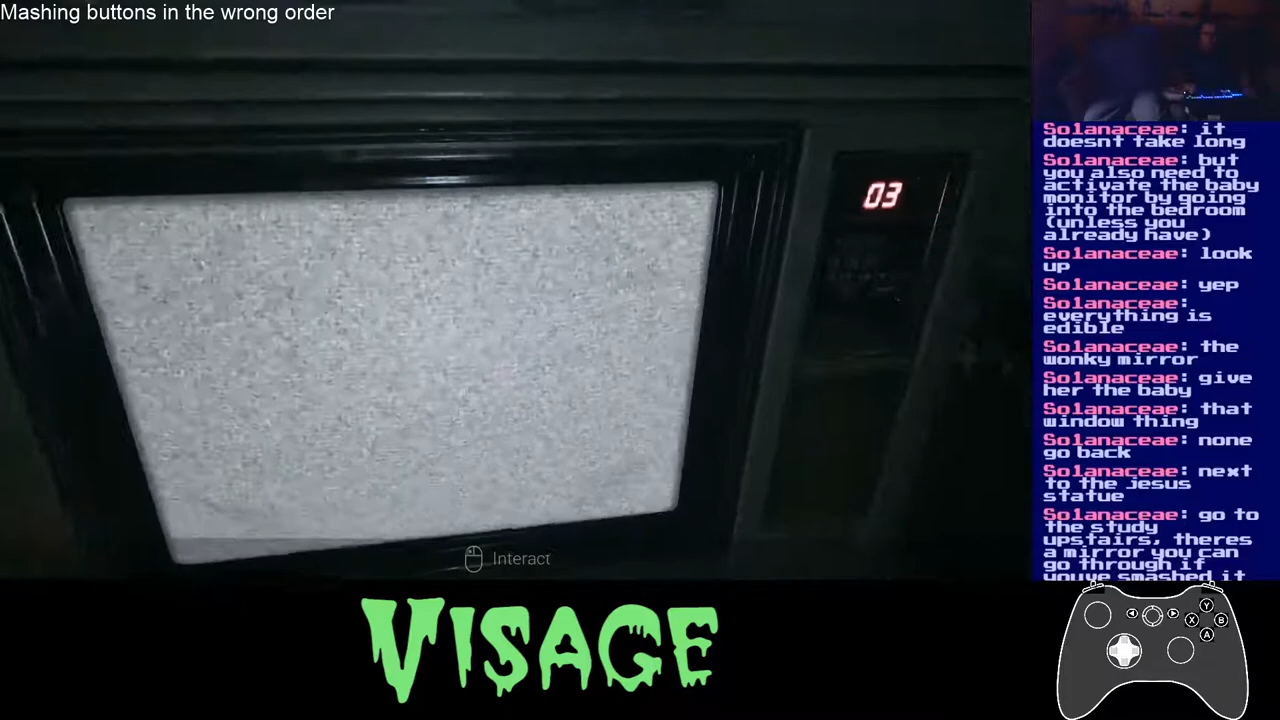 Mashing buttons in the wrong order
03
Interact
Solanaceae: it
doesnt take long
Solanaceae: but
you also need to
activate the baby
monitor by going
into the bedroom
(unless you
already have)
Solanaceae: look
up
Solanaceae: yep
Solanaceae:
everything is
edible
Solanaceae: the
wonky mirror
Solanaceae: give
her the baby
Solanaceae: that
window thing
Solanaceae: none
go back
Solanaceae: next
to the jesus
statue
Solanaceae: go to
the study
upstairs, theres
a mirror you can
go through if
youve smashed it
VISAGE
Y
X
B
A